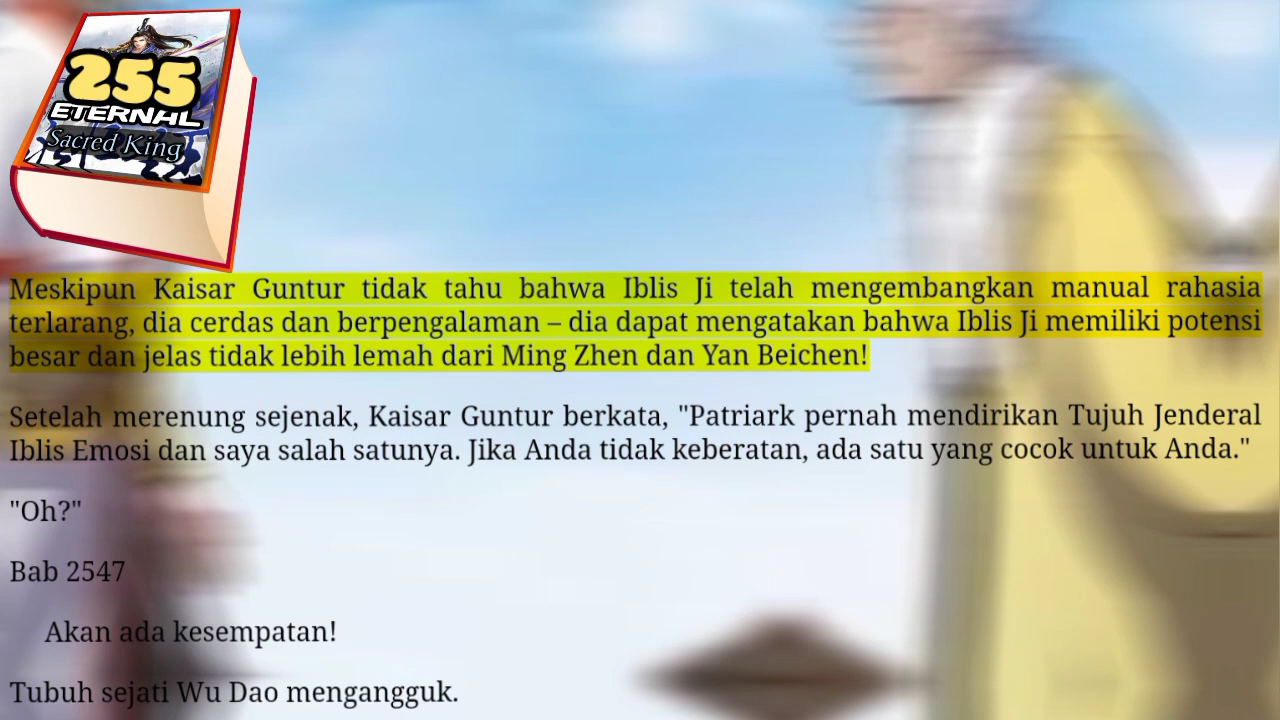 255
ETERNAL
Sacred King
Meskipun Kaisar Guntur tidak tahu bahwa Iblis Ji telah mengembangkan manual rahasia
terlarang, dia cerdas dan berpengalaman – dia dapat mengatakan bahwa Iblis Ji memiliki potensi
besar dan jelas tidak lebih lemah dari Ming Zhen dan Yan Beichen!
Setelah merenung sejenak, Kaisar Guntur berkata, "Patriark pernah mendirikan Tujuh Jenderal
Iblis Emosi dan saya salah satunya. Jika Anda tidak keberatan, ada satu yang cocok untuk Anda."
"Oh?"
Bab 2547
Akan ada kesempatan!
Tubuh sejati Wu Dao mengangguk.